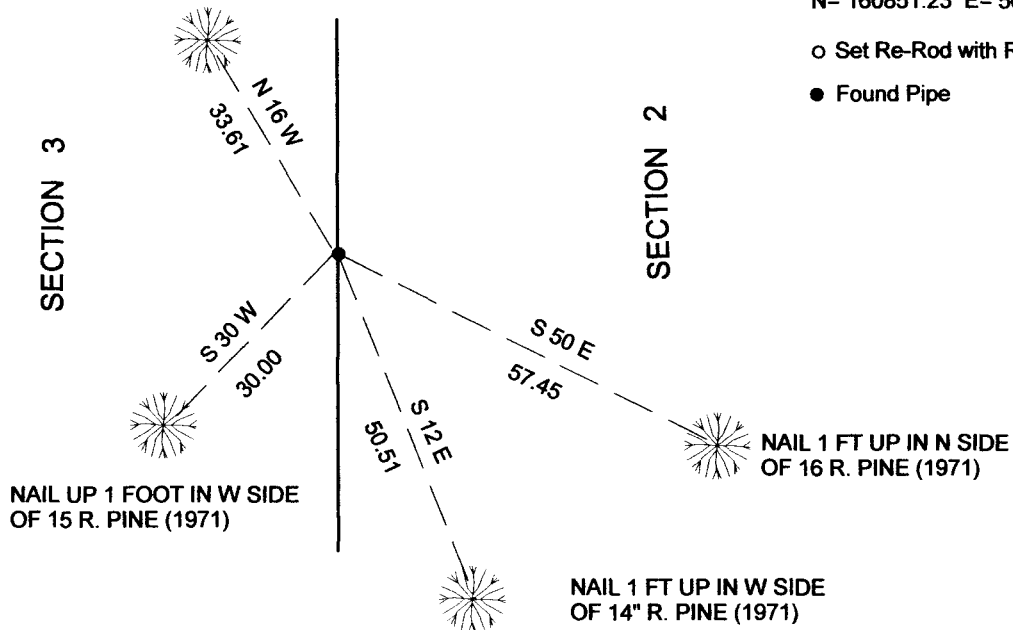 N= 160851.23 E=
○ Set Re-Rod with
● Found Pipe
N 16 W
33.61
SECTION 3
SECTION 2
S 30 W
30.00
S 50 E
57.45
S 12 E
50.51
NAIL 1 FT UP IN N SIDE
OF 16 R. PINE (1971)
NAIL UP 1 FOOT IN W SIDE
OF 15 R. PINE (1971)
NAIL 1 FT UP IN W SIDE
OF 14" R. PINE (1971)